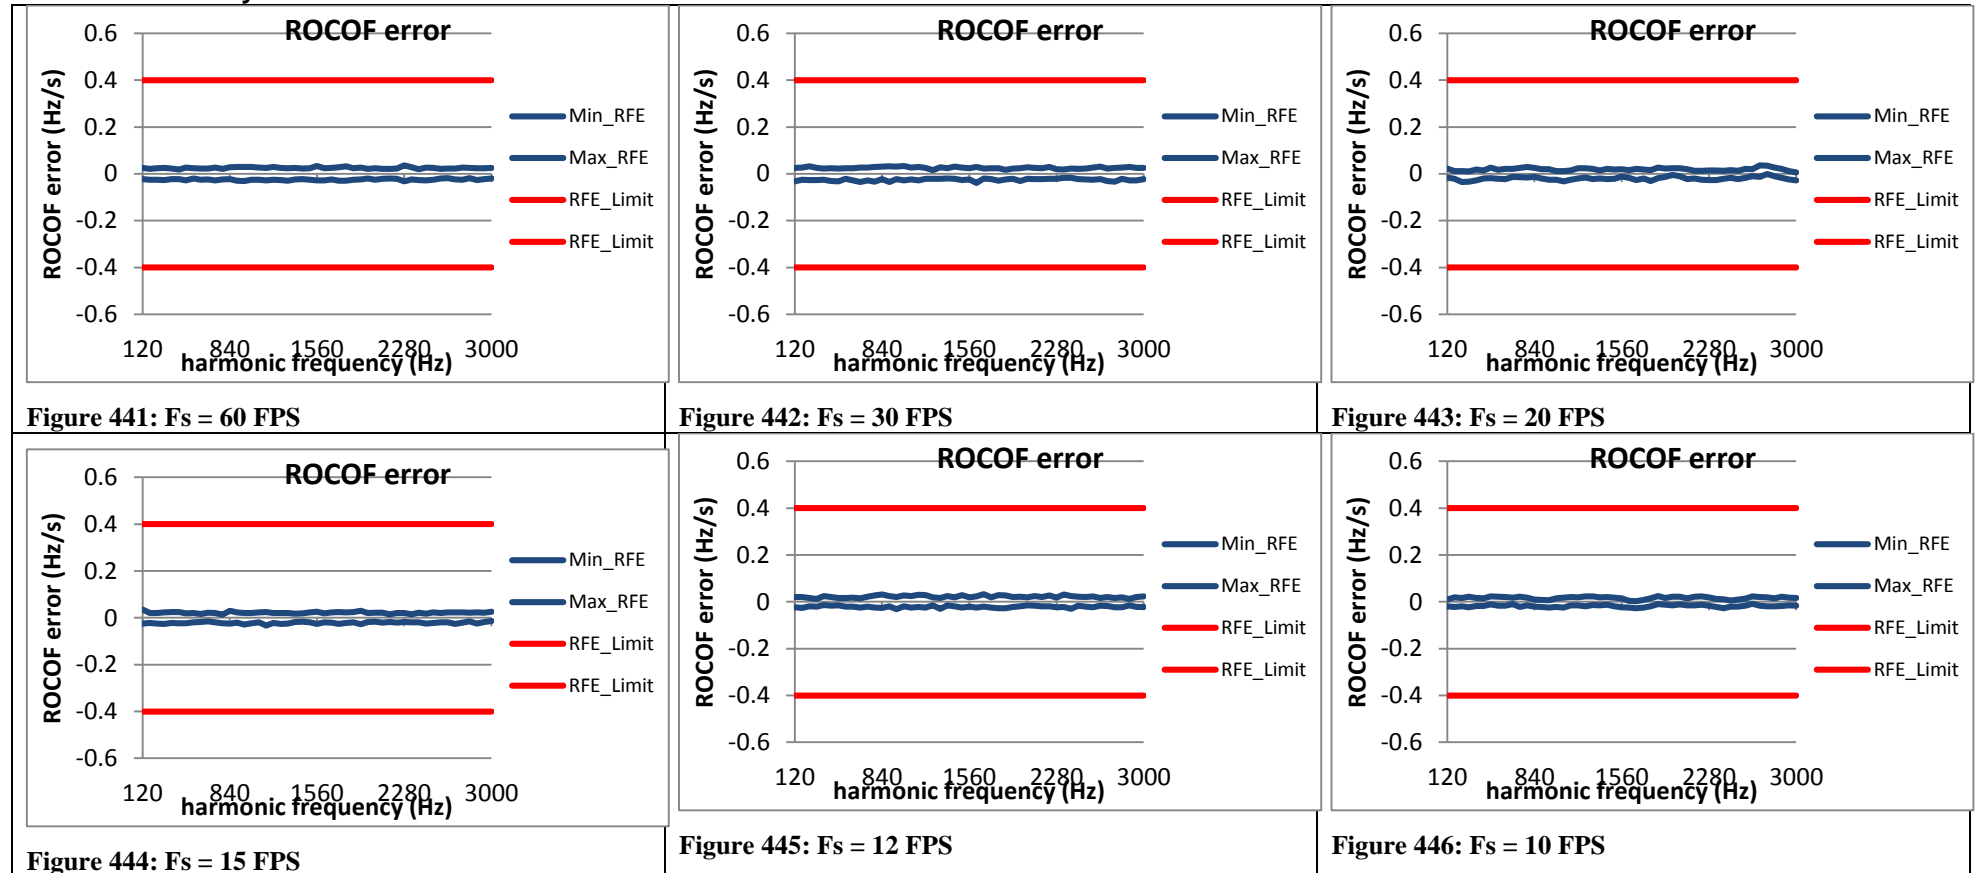 ROCOF error
0.6
0.4
0.2
0
-0.2
-0.4
-0.6
ROCOF error (Hz/s)
Min_RFE
Max_RFE
RFE_Limit
RFE_Limit
120 840 1560 2280 3000
harmonic frequency (Hz)
Figure 441: Fs = 60 FPS
ROCOF error
0.6
0.4
0.2
0
-0.2
-0.4
-0.6
ROCOF error (Hz/s)
Min_RFE
Max_RFE
RFE_Limit
RFE_Limit
120 840 1560 2280 3000
harmonic frequency (Hz)
Figure 442: Fs = 30 FPS
ROCOF error
0.6
0.4
0.2
0
-0.2
-0.4
-0.6
ROCOF error (Hz/s)
Min_RFE
Max_RFE
RFE_Limit
RFE_Limit
120 840 1560 2280 3000
harmonic frequency (Hz)
Figure 443: Fs = 20 FPS
ROCOF error
0.6
0.4
0.2
0
-0.2
-0.4
-0.6
ROCOF error (Hz/s)
Min_RFE
Max_RFE
RFE_Limit
RFE_Limit
120 840 1560 2280 3000
harmonic frequency (Hz)
Figure 444: Fs = 15 FPS
ROCOF error
0.6
0.4
0.2
0
-0.2
-0.4
-0.6
ROCOF error (Hz/s)
Min_RFE
Max_RFE
RFE_Limit
RFE_Limit
120 840 1560 2280 3000
harmonic frequency (Hz)
Figure 445: Fs = 12 FPS
ROCOF error
0.6
0.4
0.2
0
-0.2
-0.4
-0.6
ROCOF error (Hz/s)
Min_RFE
Max_RFE
RFE_Limit
RFE_Limit
120 840 1560 2280 3000
harmonic frequency (Hz)
Figure 446: Fs = 10 FPS